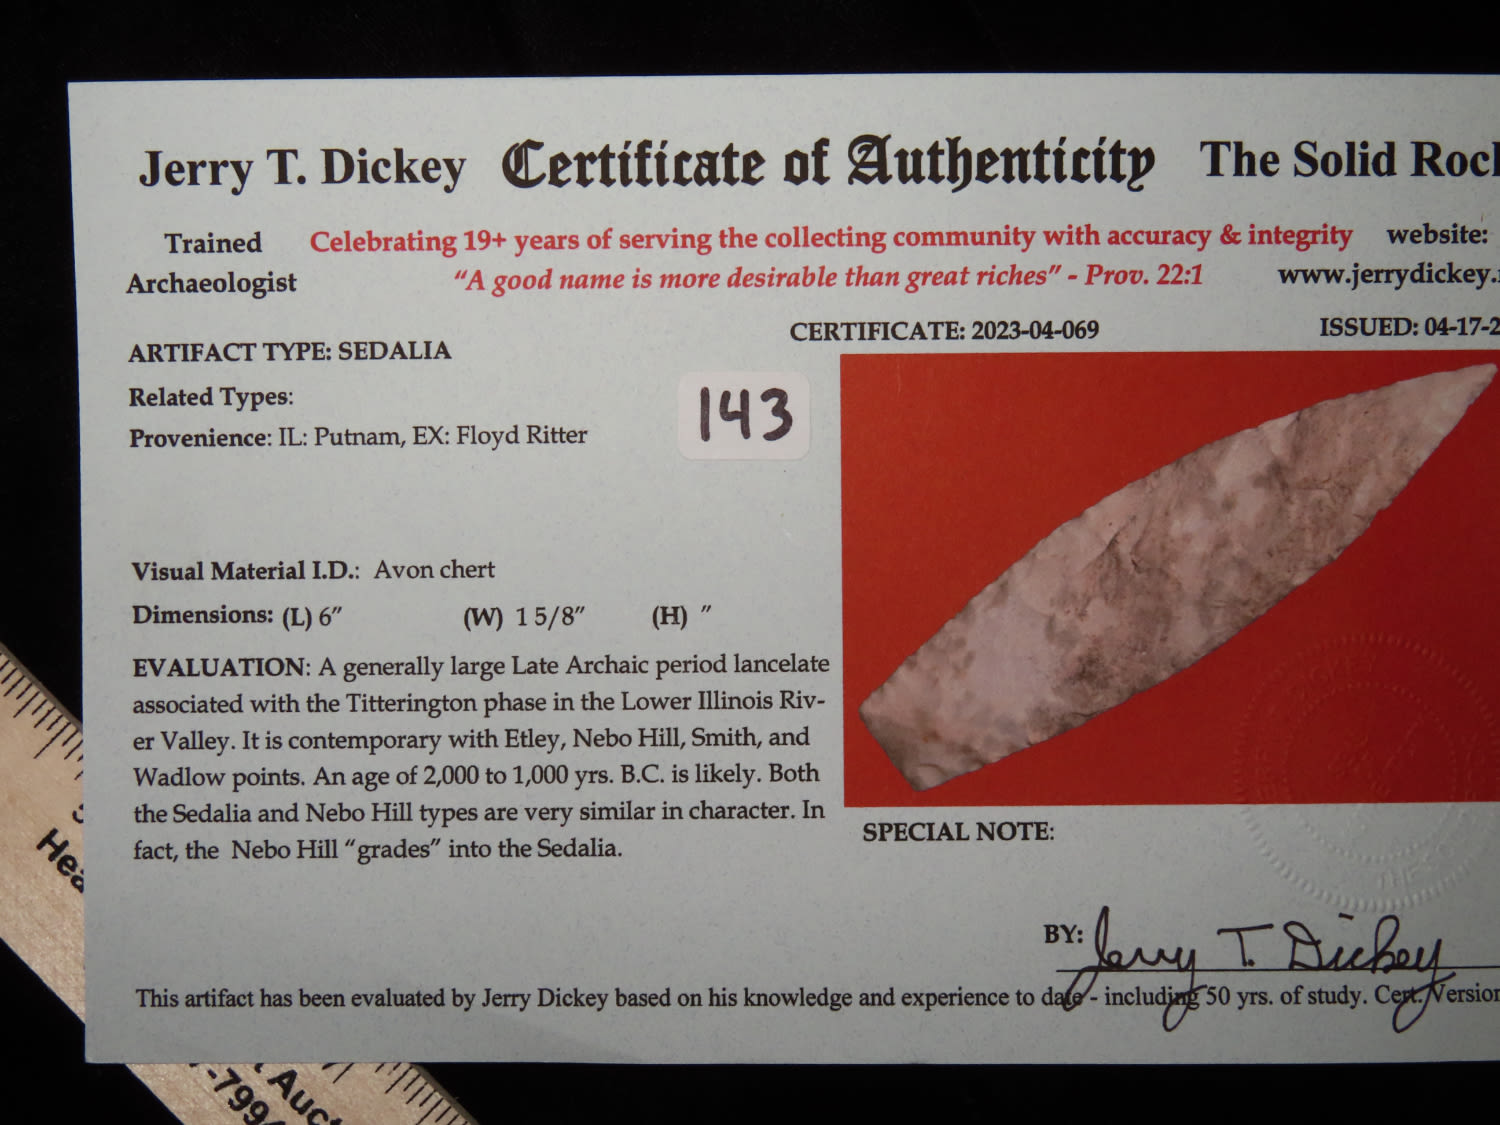 Jerry T. Dickey Certificate of Authenticity The Solid Roc
Trained Celebrating 19+ years of serving the collecting community with accuracy & integrity website:
Archaeologist "A good name is more desirable than great riches" - Prov. 22:1 www.jerrydickey.
CERTIFICATE: 2023-04-069 ISSUED: 04-17-2
ARTIFACT TYPE: SEDALIA
Related Types:
143
Provenience: IL: Putnam, EX: Floyd Ritter
Visual Material I.D.: Avon chert
Dimensions: (L) 6" (W) 1 5/8" (H) "
EVALUATION: A generally large Late Archaic period lancelate
associated with the Titterington phase in the Lower Illinois Riv-
er Valley. It is contemporary with Etley, Nebo Hill, Smith, and
Wadlow points. An age of 2,000 to 1,000 yrs. B.C. is likely. Both
the Sedalia and Nebo Hill types are very similar in character. In
fact, the Nebo Hill "grades" into the Sedalia.
SPECIAL NOTE:
BY: Jerry T. Dickey
This artifact has been evaluated by Jerry Dickey based on his knowledge and experience to date - including 50 yrs. of study. Cert. Version
Hea
Auct
-799